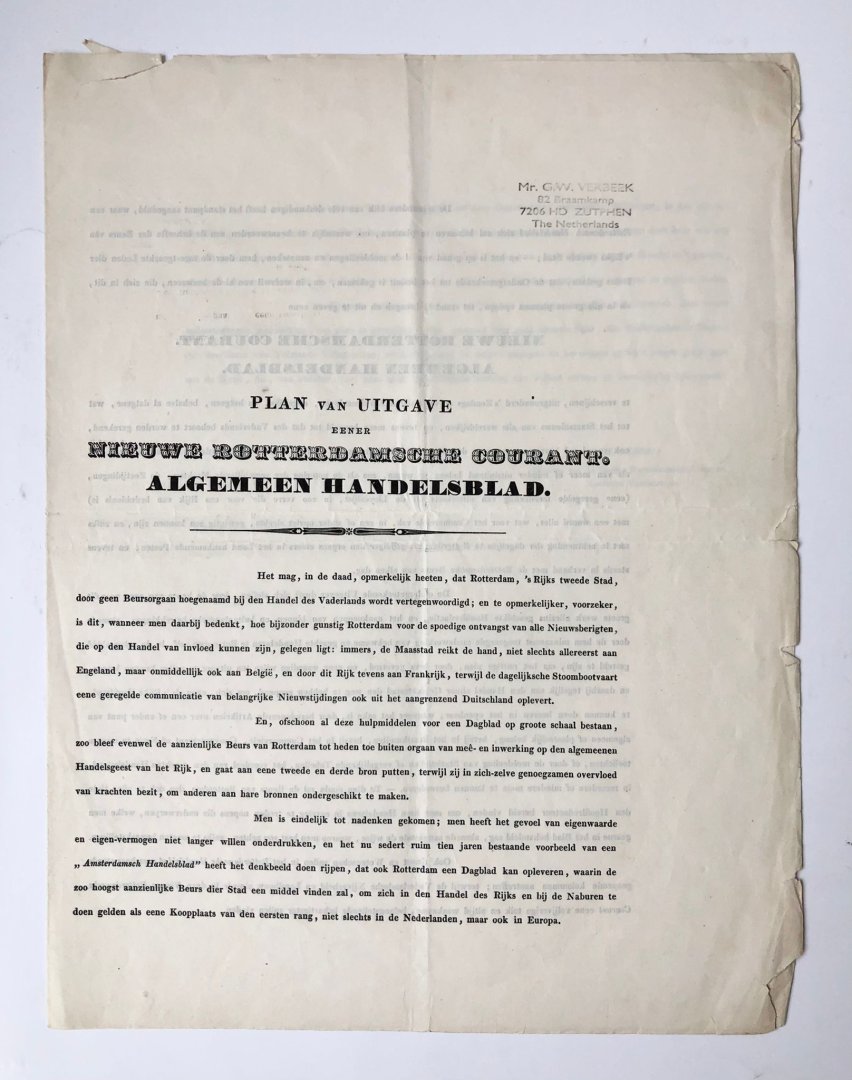 Mr. G.W. VERBEEK
82 Braamkamp
7206 HD ZUTPHEN
The Netherlands
PLAN VAN UITGAVE
EENER
NIEUWE ROTTERDAMSCHE COURANT.
ALGEMEEN HANDELSBLAD.
Het mag, in de daad, opmerkelijk heeten, dat Rotterdam, 's Rijks tweede Stad,
door geen Beursorgaan hoegenaamd bij den Handel des Vaderlands wordt vertegenwoordigd; en te opmerkelijker, voorzeker,
is dit, wanneer men daarbij bedenkt, hoe bijzonder gunstig Rotterdam voor de spoedige ontvangst van alle Nieuwsberigten,
die op den Handel van invloed kunnen zijn, gelegen ligt: immers, de Maasstad reikt de hand, niet slechts allereerst aan
Engeland, maar onmiddellijk ook aan België, en door dit Rijk tevens aan Frankrijk, terwijl de dagelijksche Stoombootvaart
eene geregelde communicatie van belangrijke Nieuwstijdingen ook uit het aangrenzend Duitschland oplevert.
En, ofschoon al deze hulpmiddelen voor een Dagblad op groote schaal bestaan,
zoo bleef evenwel de aanzienlijke Beurs van Rotterdam tot heden toe buiten orgaan van meê- en inwerking op den algemeenen
Handelsgeest van het Rijk, en gaat aan eene tweede en derde bron putten, terwijl zij in zich-zelve genoegzamen overvloed
van krachten bezit, om anderen aan hare bronnen ondergeschikt te maken.
Men is eindelijk tot nadenken gekomen; men heeft het gevoel van eigenwaarde
en eigen-vermogen niet langer willen onderdrukken, en het nu sedert ruim tien jaren bestaande voorbeeld van een
„Amsterdamsch Handelsblad" heeft het denkbeeld doen rijpen, dat ook Rotterdam een Dagblad kan opleveren, waarin de
zoo hoogst aanzienlijke Beurs dier Stad een middel vinden zal, om zich in den Handel des Rijks en bij de Naburen te
doen gelden als eene Koopplaats van den eersten rang, niet slechts in de Nederlanden, maar ook in Europa.